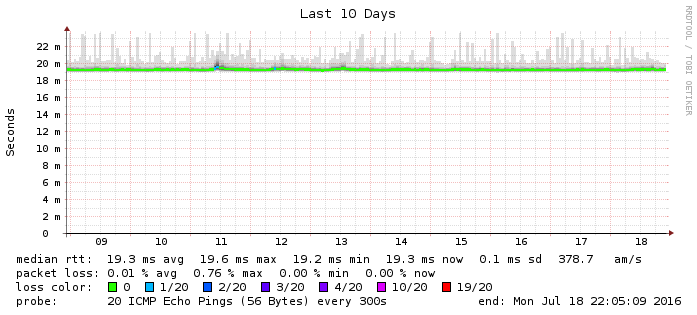 Last 10 Days
RRDTOOL / TOBI OETIKER
Seconds
22 m
20 m
18 m
16 m
14 m
12 m
10 m
8 m
6 m
4 m
2 m
0
09 10 11 12 13 14 15 16 17 18
median rtt: 19.3 ms avg 19.6 ms max 19.2 ms min 19.3 ms now 0.1 ms sd 378.7 am/s
packet loss: 0.01 % avg 0.76 % max 0.00 % min 0.00 % now
loss color: 0 1/20 2/20 3/20 4/20 10/20 19/20
probe: 20 ICMP Echo Pings (56 Bytes) every 300s end: Mon Jul 18 22:05:09 2016